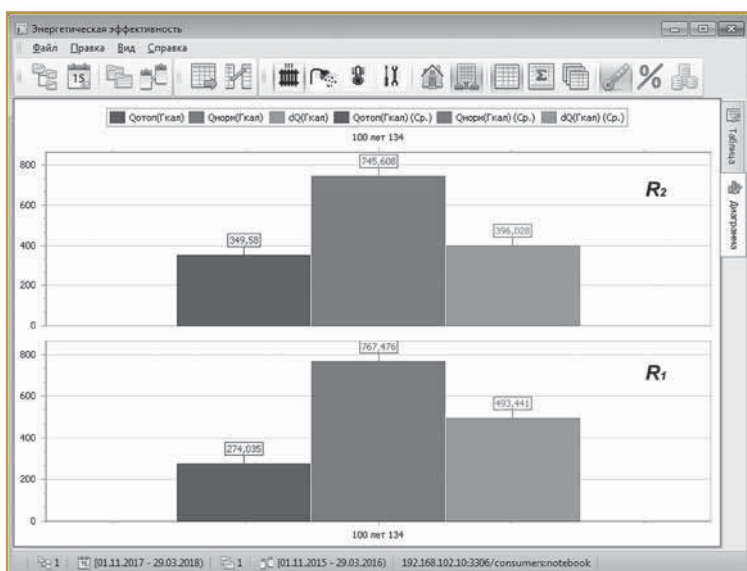 Энергетическая эффективность
Файл Правка Вид Справка
15
Σ %
Qотоп(Гкал) Qнорм(Гкал) dQ(Гкал) Qотоп(Гкал) (Ср.) Qнорм(Гкал) (Ср.) dQ(Гкал) (Ср.)
100 лет 134
Таблица
Диаграмма
R₂
800
600
400
200
0
349,58
745,608
396,028
R₁
800
600
400
200
0
274,035
767,476
493,441
100 лет 134
1 15 [01.11.2017 - 29.03.2018) 1 [01.11.2015 - 29.03.2016) 192.168.102.10:3306/consumers:notebook